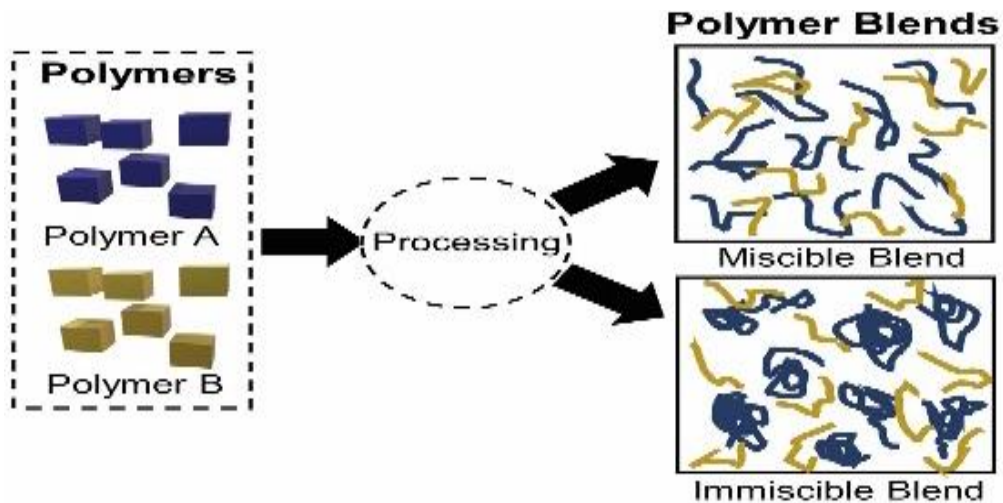 Polymers
Polymer A
Polymer B
Processing
Polymer Blends
Miscible Blend
Immiscible Blend